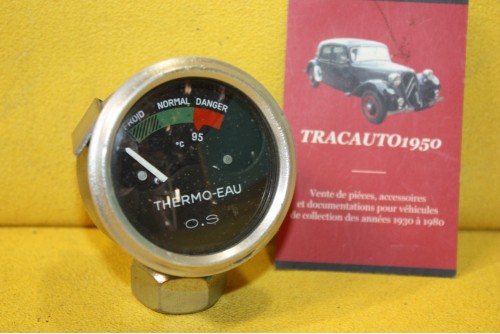 NORMAL DANGER
95
°C
THERMO-EAU
O.S
TRACAUTO1950
Vente de pièces, accessoires
et documentations pour véhicules
de collection des années 1930 à 1980